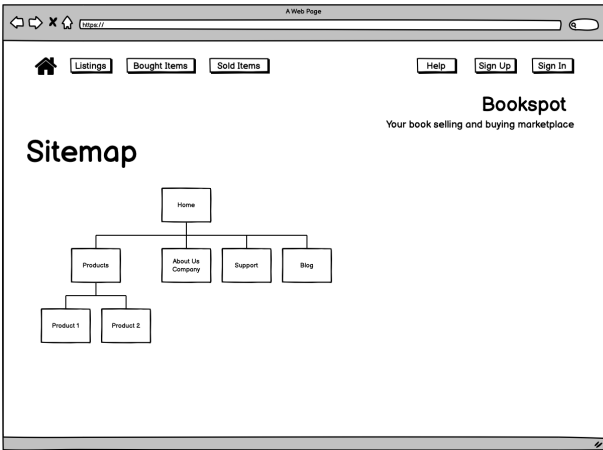 A Web Page
https://
Listings
Bought Items
Sold Items
Help
Sign Up
Sign In
Bookspot
Your book selling and buying marketplace
Sitemap
Home
Products
About Us
Company
Support
Blog
Product 1
Product 2